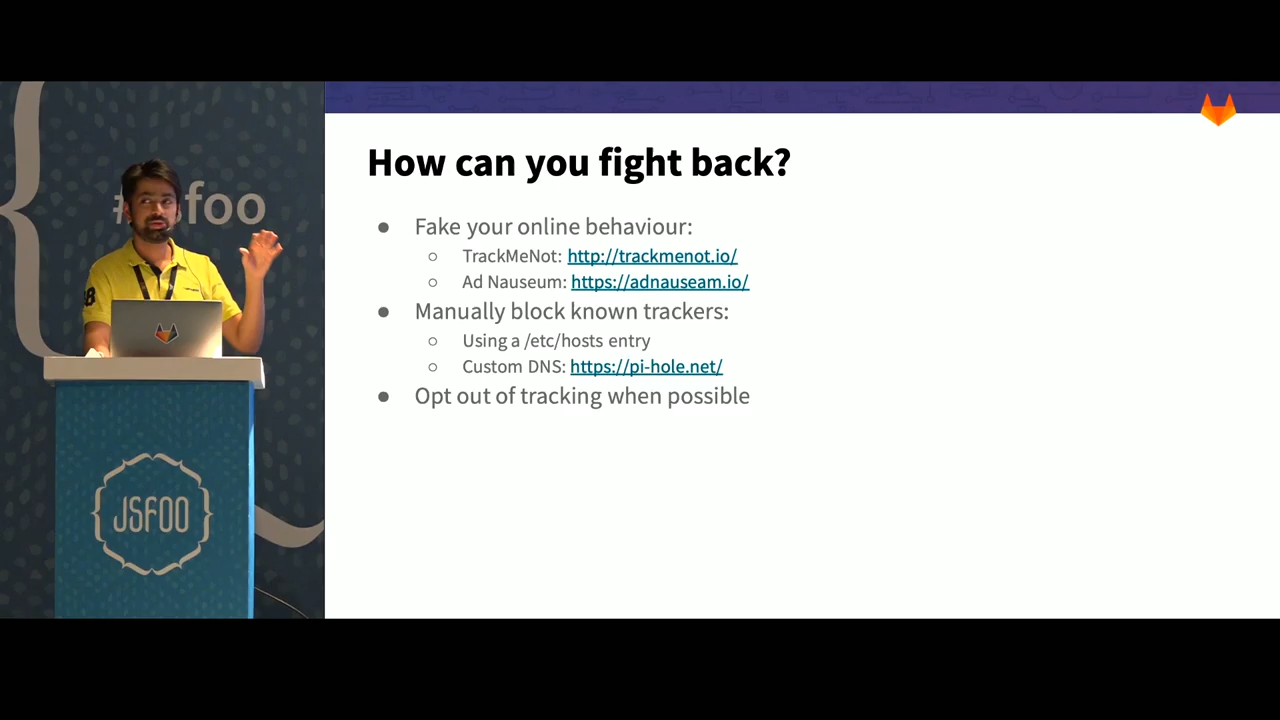 foo
8
JSFOO
How can you fight back?
● Fake your online behaviour:
○ TrackMeNot: http://trackmenot.io/
○ Ad Nauseum: https://adnauseam.io/
● Manually block known trackers:
○ Using a /etc/hosts entry
○ Custom DNS: https://pi-hole.net/
● Opt out of tracking when possible